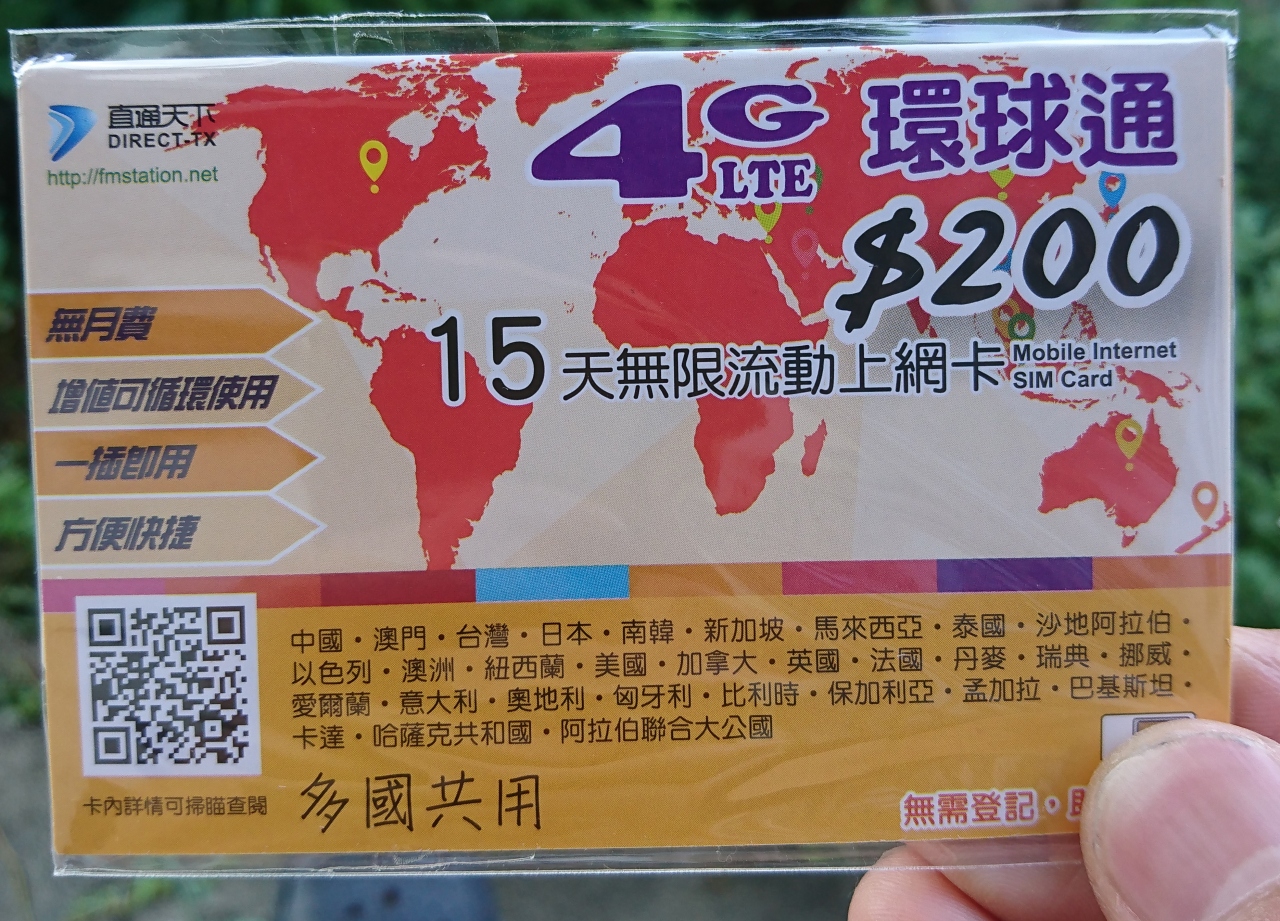 直通天下
DIRECT-TX
http://fmstation.net
4G LTE 環球通
$200
15天無限流動上網卡 Mobile Internet SIM Card
無月費
增值可循環使用
一插即用
方便快捷
中國・澳門・台灣・日本・南韓・新加坡・馬來西亞・泰國・沙地阿拉伯・
以色列・澳洲・紐西蘭・美國・加拿大・英國・法國・丹麥・瑞典・挪威・
愛爾蘭・意大利・奧地利・匈牙利・比利時・保加利亞・孟加拉・巴基斯坦・
卡達・哈薩克共和國・阿拉伯聯合大公國
卡內詳情可掃瞄查閱
多國共用
無需登記・